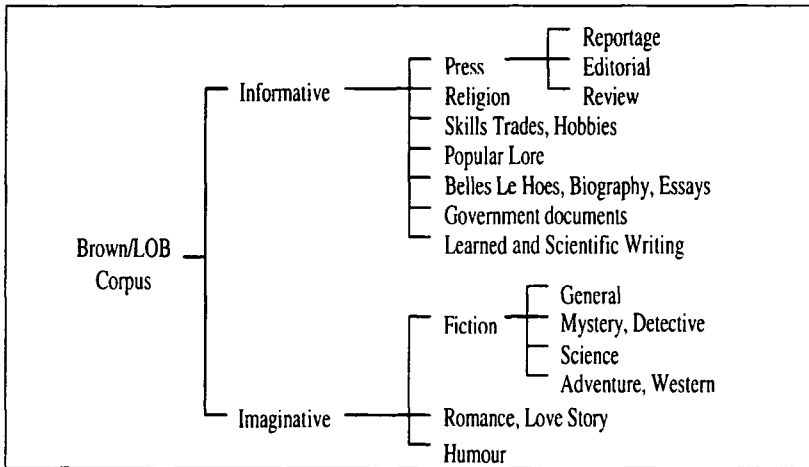 Reportage
Press
Editorial
Informative
Religion
Review
Skills Trades, Hobbies
Popular Lore
Belles Le Hoes, Biography, Essays
Government documents
Brown/LOB
Corpus
Learned and Scientific Writing
General
Fiction
Mystery, Detective
Science
Adventure, Western
Imaginative
Romance, Love Story
Humour